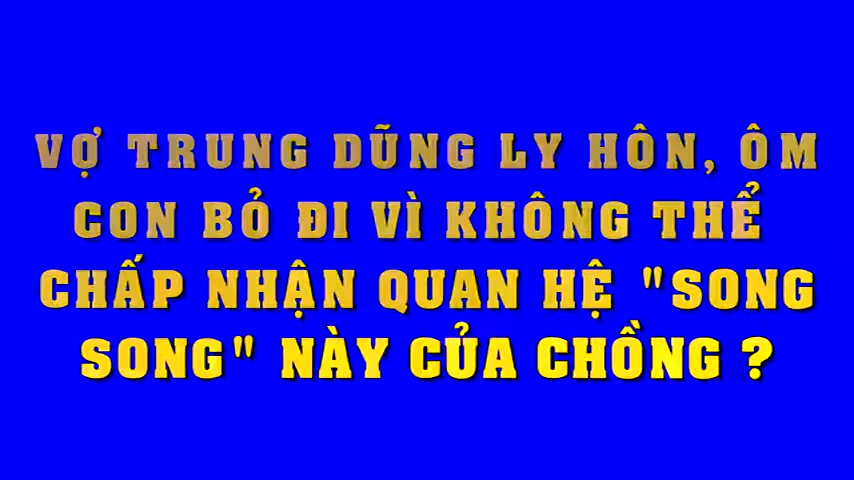 VỢ TRUNG DŨNG LY HÔN, ÔM
CON BỎ ĐI VÌ KHÔNG THỂ
CHẤP NHẬN QUAN HỆ "SONG
SONG" NÀY CỦA CHỒNG ?